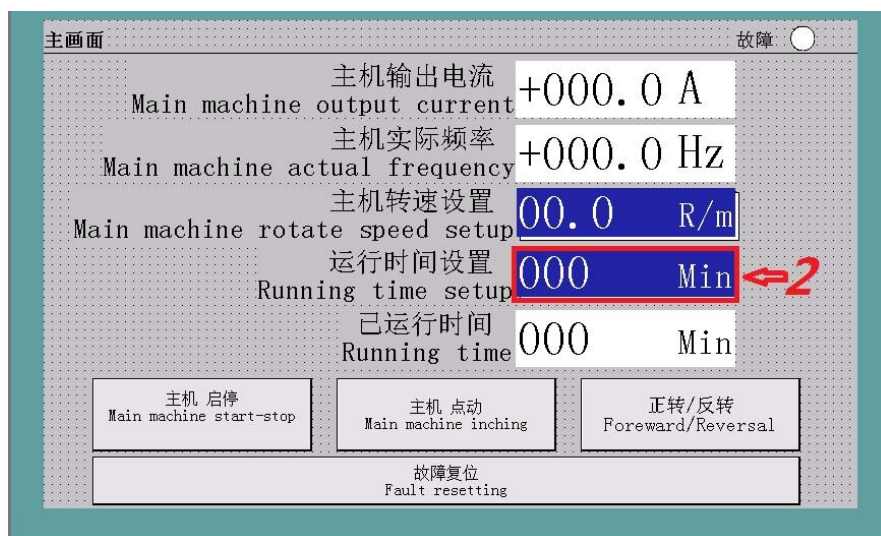 主画面
故障
主机输出电流
Main machine output current
+000.0 A
主机实际频率
Main machine actual frequency
+000.0 Hz
主机转速设置
Main machine rotate speed setup
00.0 R/m
运行时间设置
Running time setup
000 Min
2
已运行时间
Running time
000 Min
主机 启停
Main machine start-stop
主机 点动
Main machine inching
正转/反转
Foreward/Reversal
故障复位
Fault resetting